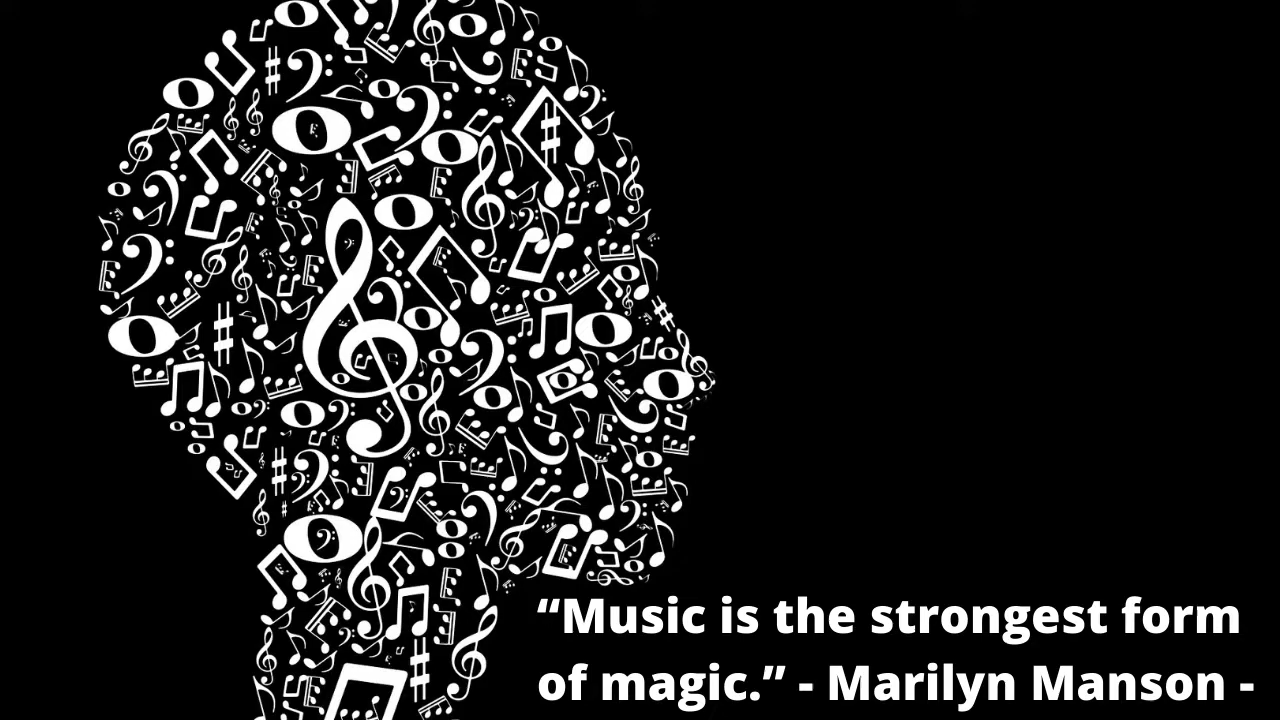 “Music is the strongest form
of magic.” - Marilyn Manson -